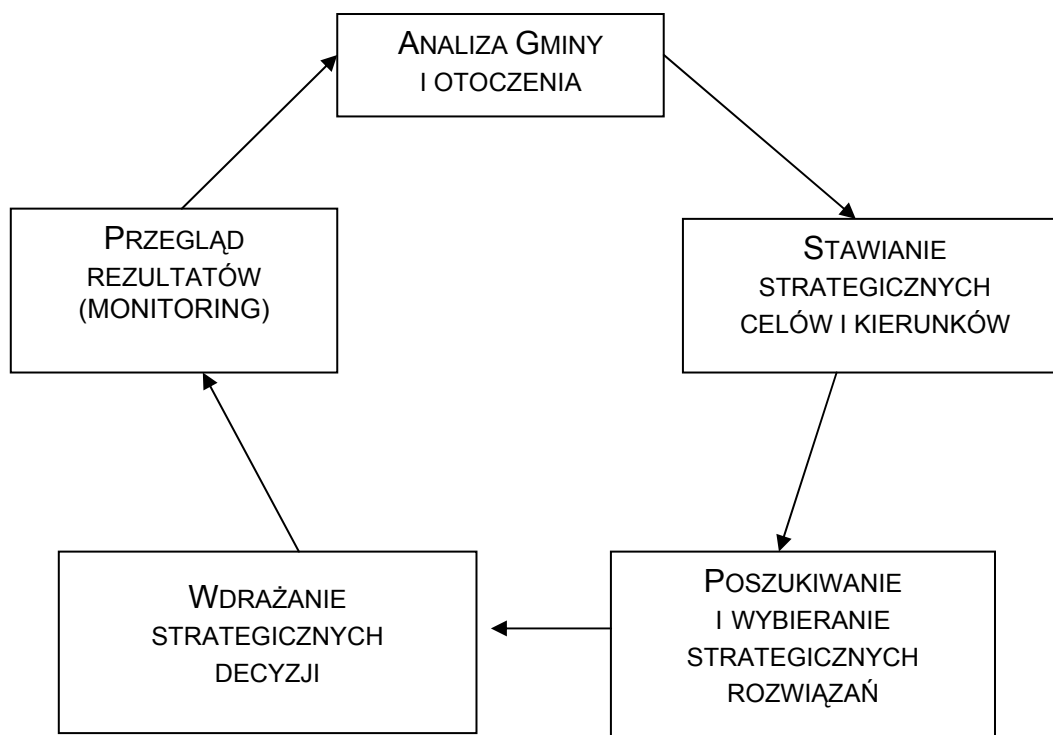 ANALIZA GMINY
I OTOCZENIA
PRZEGLĄD
REZULTATÓW
(MONITORING)
STAWIANIE
STRATEGICZNYCH
CELÓW I KIERUNKÓW
WDRAŻANIE
STRATEGICZNYCH
DECYZJI
POSZUKIWANIE
I WYBIERANIE
STRATEGICZNYCH
ROZWIĄZAŃ